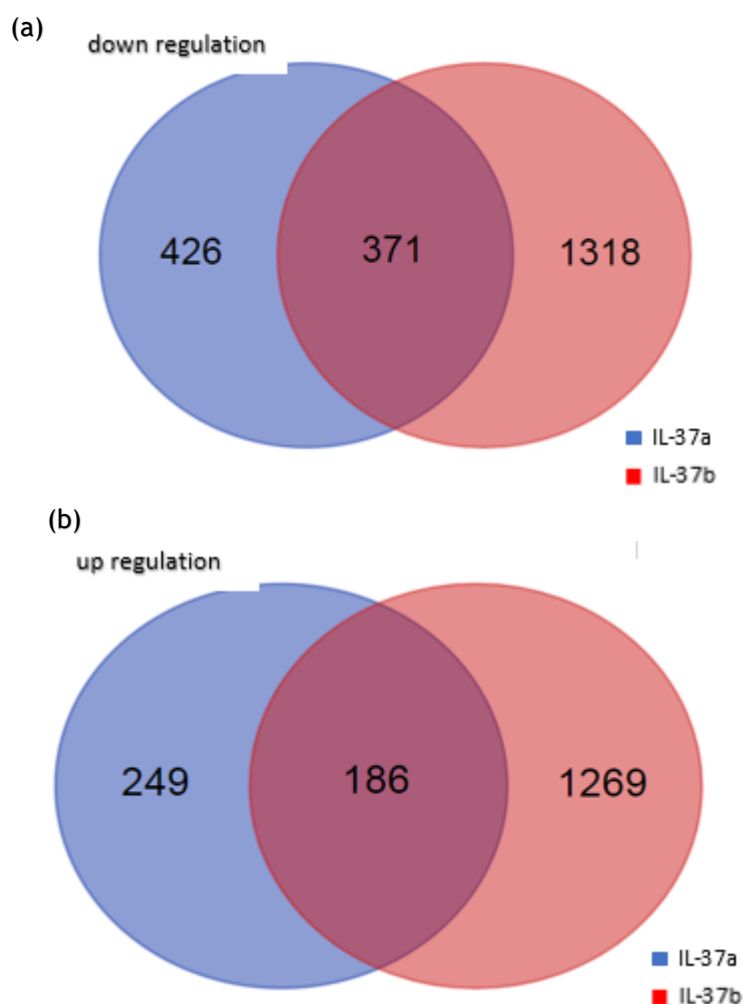 (a)
down regulation
426 371 1318
IL-37a
IL-37b
(b)
up regulation
249 186 1269
IL-37a
IL-37b